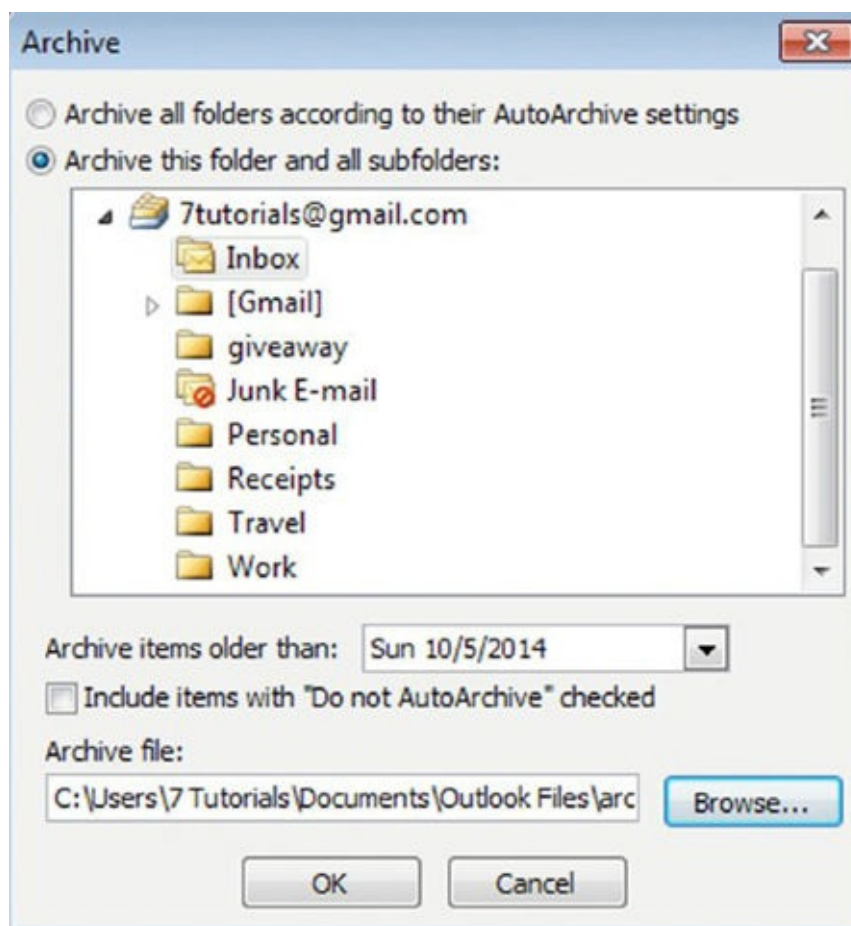 Archive
Archive all folders according to their AutoArchive settings
Archive this folder and all subfolders:
7tutorials@gmail.com
Inbox
[Gmail]
giveaway
Junk E-mail
Personal
Receipts
Travel
Work
Archive items older than: Sun 10/5/2014
Include items with "Do not AutoArchive" checked
Archive file:
C:\Users\7 Tutorials\Documents\Outlook Files\arc Browse...
OK Cancel